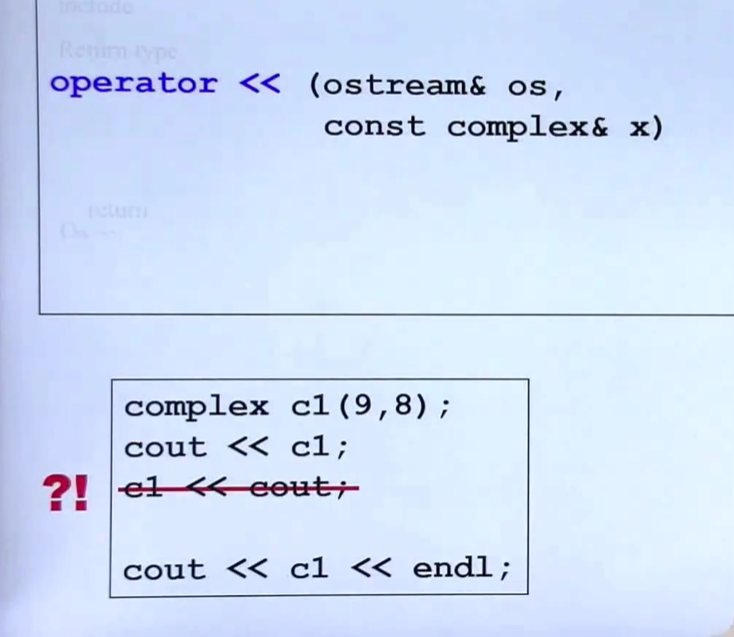 include
Return type
operator << (ostream& os,
const complex& x)
return
complex c1(9,8);
cout << c1;
?! c1 << cout;
cout << c1 << endl;